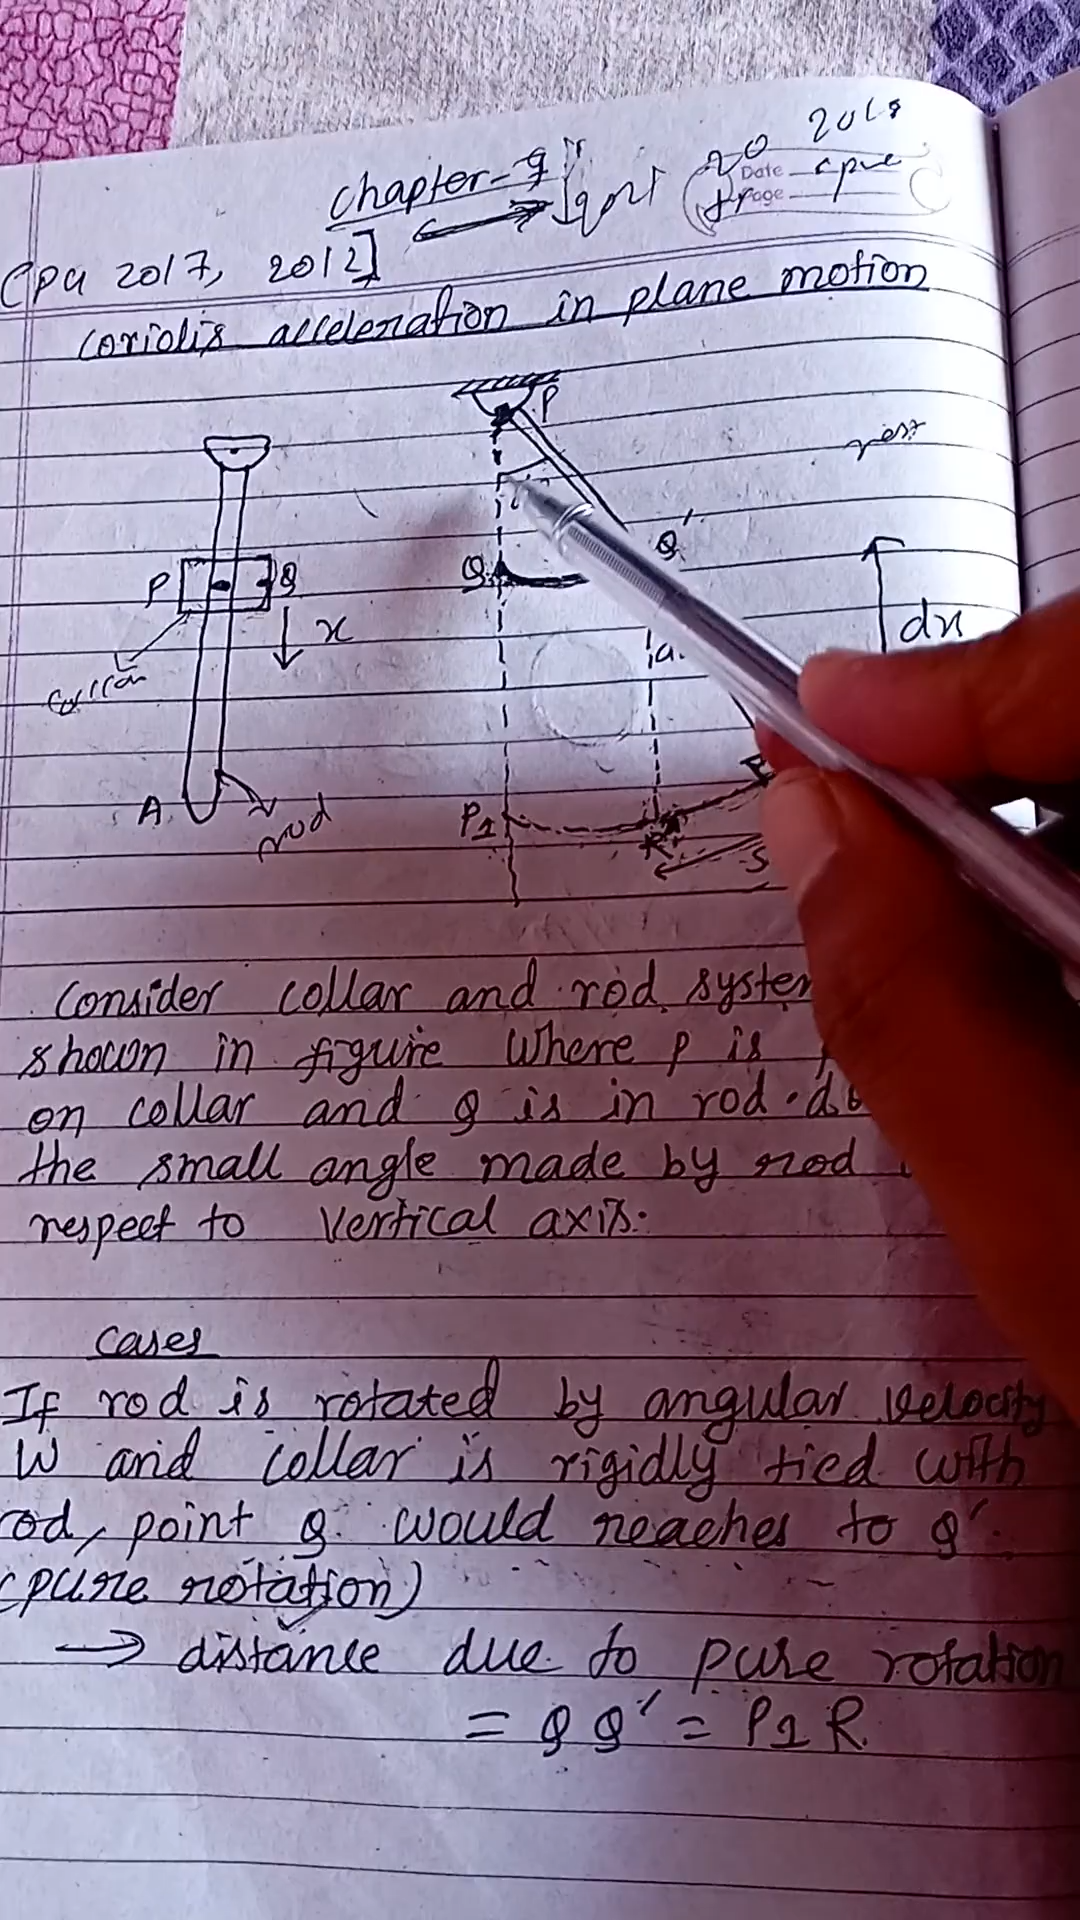 chapter-9
2018
Date
Page
[pu 2017, 2012]
coriolis acceleration in plane motion
P
rest
P Q
x
collar
A
rod
Q Q'
dx
P1
R
S
Consider collar and rod system
shown in figure where p is
on collar and Q is in rod. dθ
the small angle made by rod
respect to vertical axis.
Cases
If rod is rotated by angular velocity
W and collar is rigidly tied with
rod, point Q would reaches to Q'.
(pure rotation)
→ distance due to pure rotation
= Q Q' = P1 R